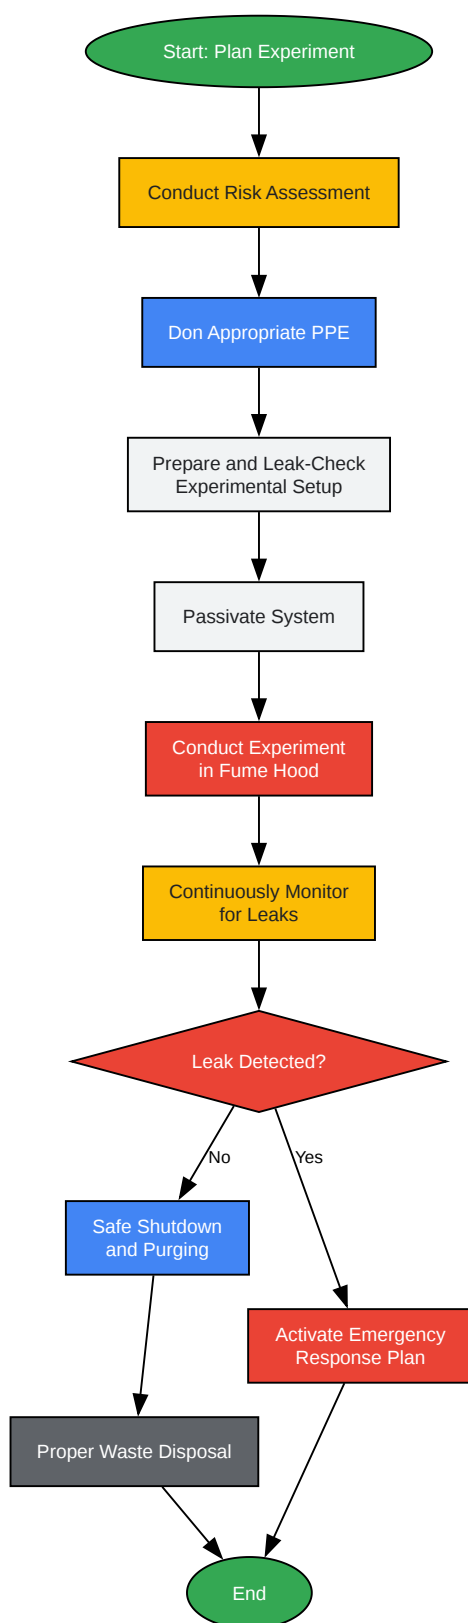 Start: Plan Experiment
Conduct Risk Assessment
Don Appropriate PPE
Prepare and Leak-Check
Experimental Setup
Passivate System
Conduct Experiment
in Fume Hood
Continuously Monitor
for Leaks
Leak Detected?
No
Yes
Safe Shutdown
and Purging
Activate Emergency
Response Plan
Proper Waste Disposal
End